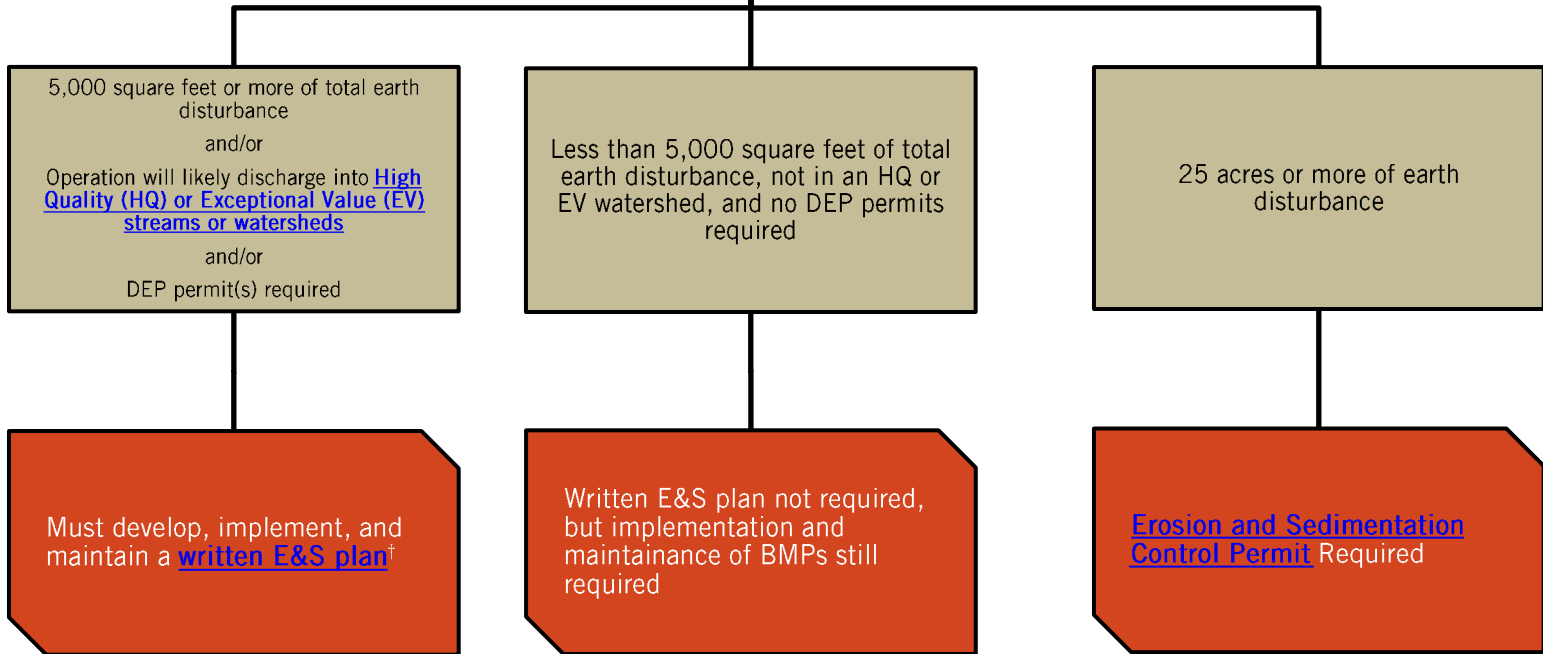 5,000 square feet or more of total earth
disturbance
and/or
Operation will likely discharge into High
Quality (HQ) or Exceptional Value (EV)
streams or watersheds
and/or
DEP permit(s) required
Less than 5,000 square feet of total
earth disturbance, not in an HQ or
EV watershed, and no DEP permits
required
25 acres or more of earth
disturbance
Must develop, implement, and
maintain a written E&S plan†
Written E&S plan not required,
but implementation and
maintainance of BMPs still
required
Erosion and Sedimentation
Control Permit Required